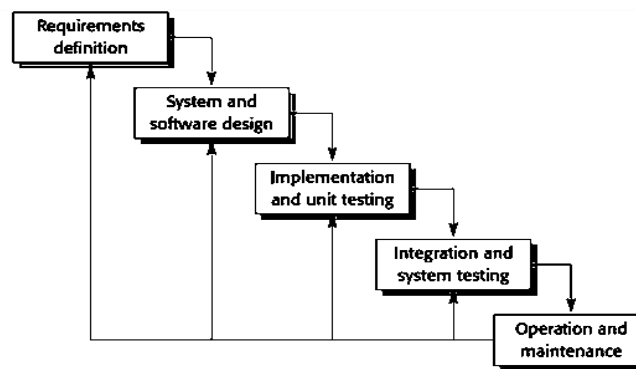 Requirements
definition
System and
software design
Implementation
and unit testing
Integration and
system testing
Operation and
maintenance